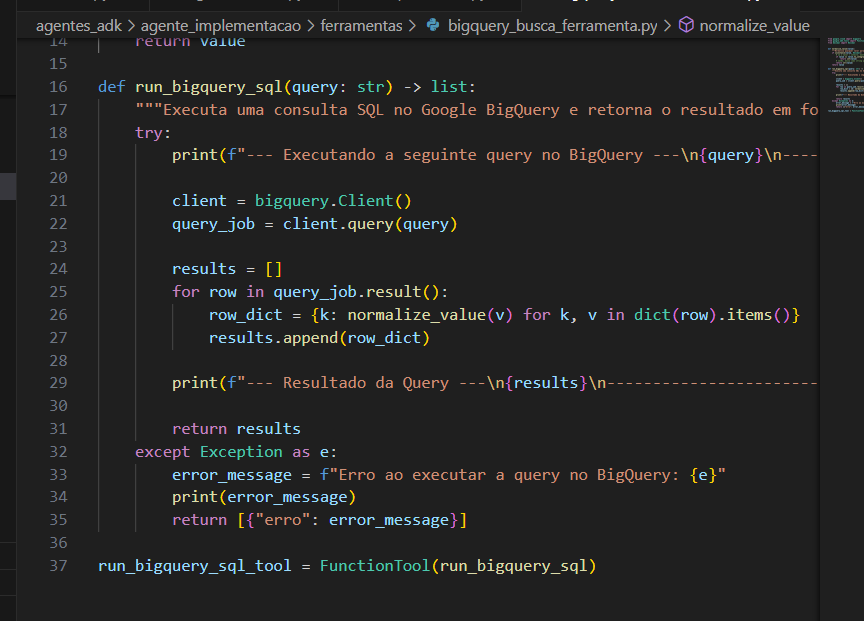 agentes_adk > agente_implementacao > ferramentas > bigquery_busca_ferramenta.py > normalize_value
14 return value
15
16 def run_bigquery_sql(query: str) -> list:
17 """Executa uma consulta SQL no Google BigQuery e retorna o resultado em fo
18 try:
19 print(f"--- Executando a seguinte query no BigQuery ---\n{query}\n----
20
21 client = bigquery.Client()
22 query_job = client.query(query)
23
24 results = []
25 for row in query_job.result():
26 row_dict = {k: normalize_value(v) for k, v in dict(row).items()}
27 results.append(row_dict)
28
29 print(f"--- Resultado da Query ---\n{results}\n-----------------------
30
31 return results
32 except Exception as e:
33 error_message = f"Erro ao executar a query no BigQuery: {e}"
34 print(error_message)
35 return [{"erro": error_message}]
36
37 run_bigquery_sql_tool = FunctionTool(run_bigquery_sql)